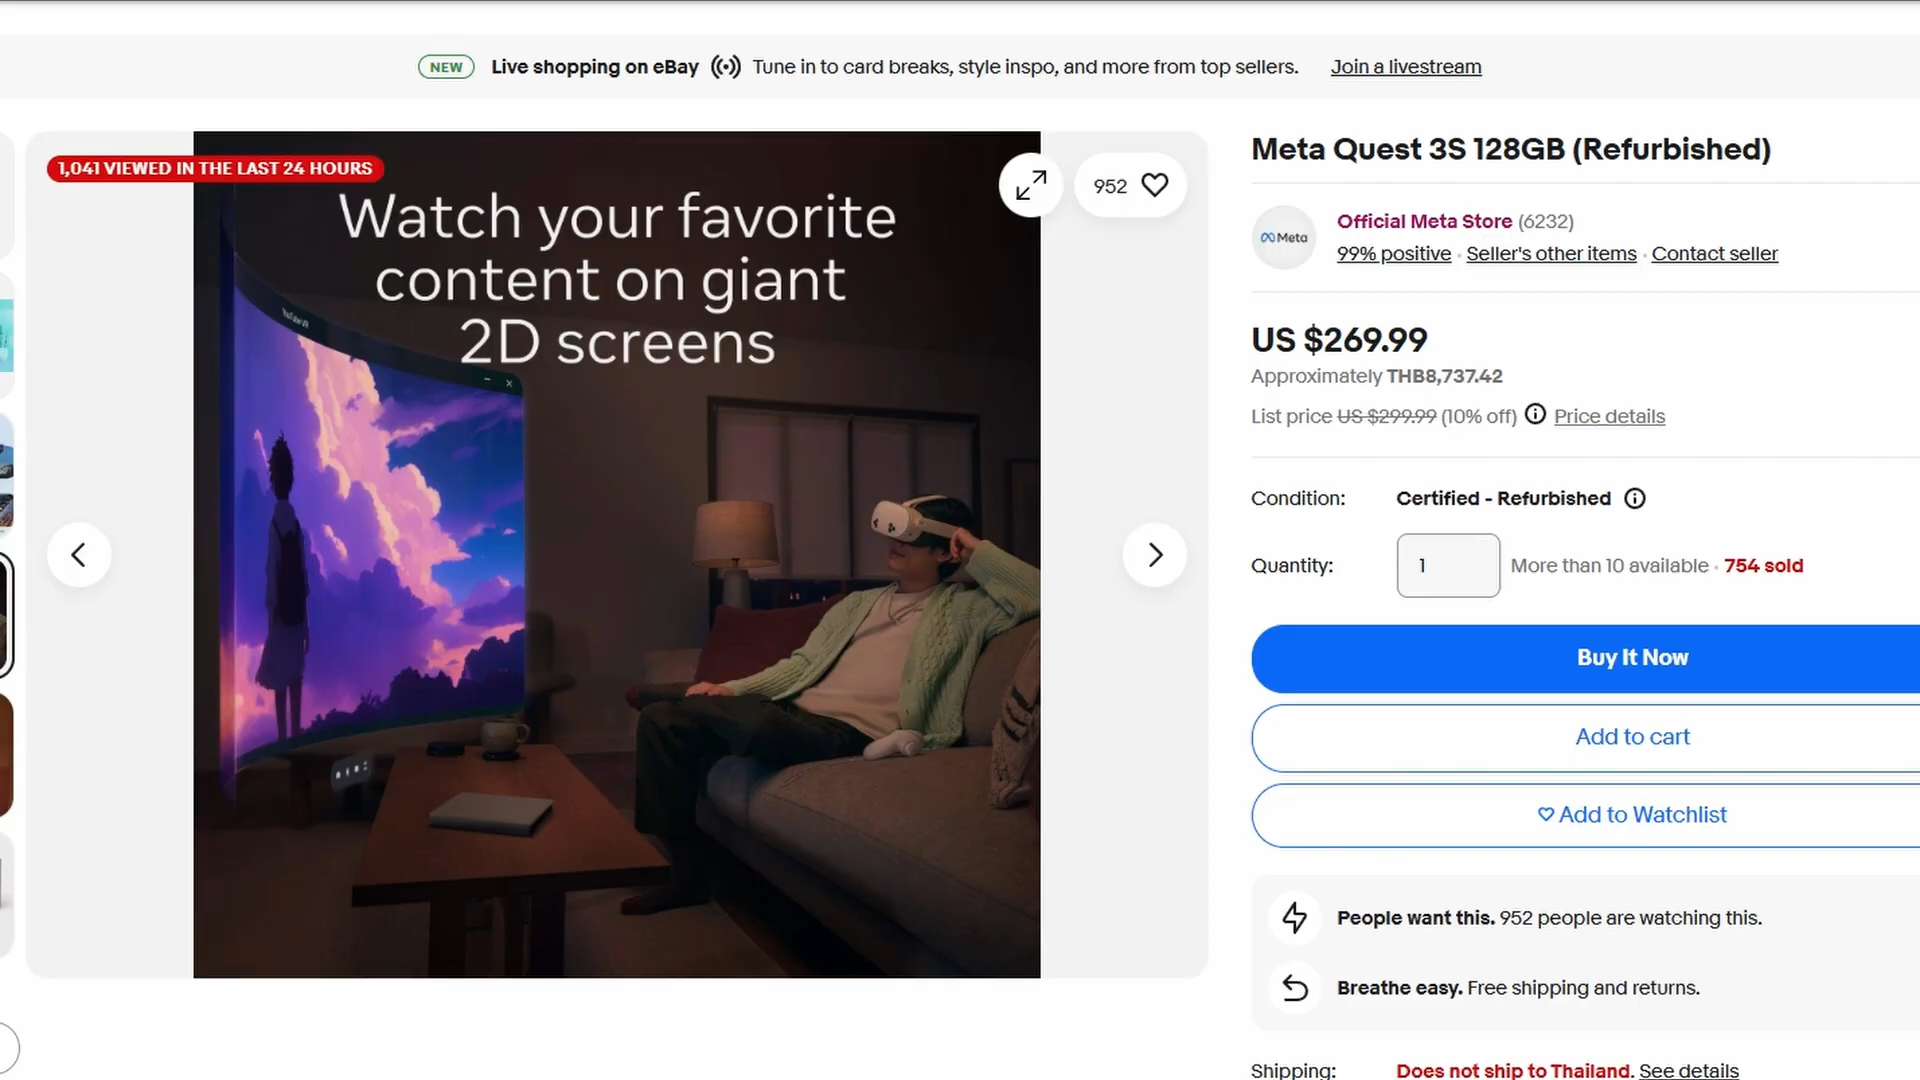 NEW Live shopping on eBay Tune in to card breaks, style inspo, and more from top sellers. Join a livestream
1,041 VIEWED IN THE LAST 24 HOURS
952
Watch your favorite
content on giant
2D screens
YouTube VR
Meta Quest 3S 128GB (Refurbished)
Meta
Official Meta Store (6232)
99% positive · Seller's other items · Contact seller
US $269.99
Approximately THB8,737.42
List price US $299.99 (10% off) Price details
Condition: Certified - Refurbished
Quantity: 1 More than 10 available · 754 sold
Buy It Now
Add to cart
Add to Watchlist
People want this. 952 people are watching this.
Breathe easy. Free shipping and returns.
Shipping: Does not ship to Thailand. See details